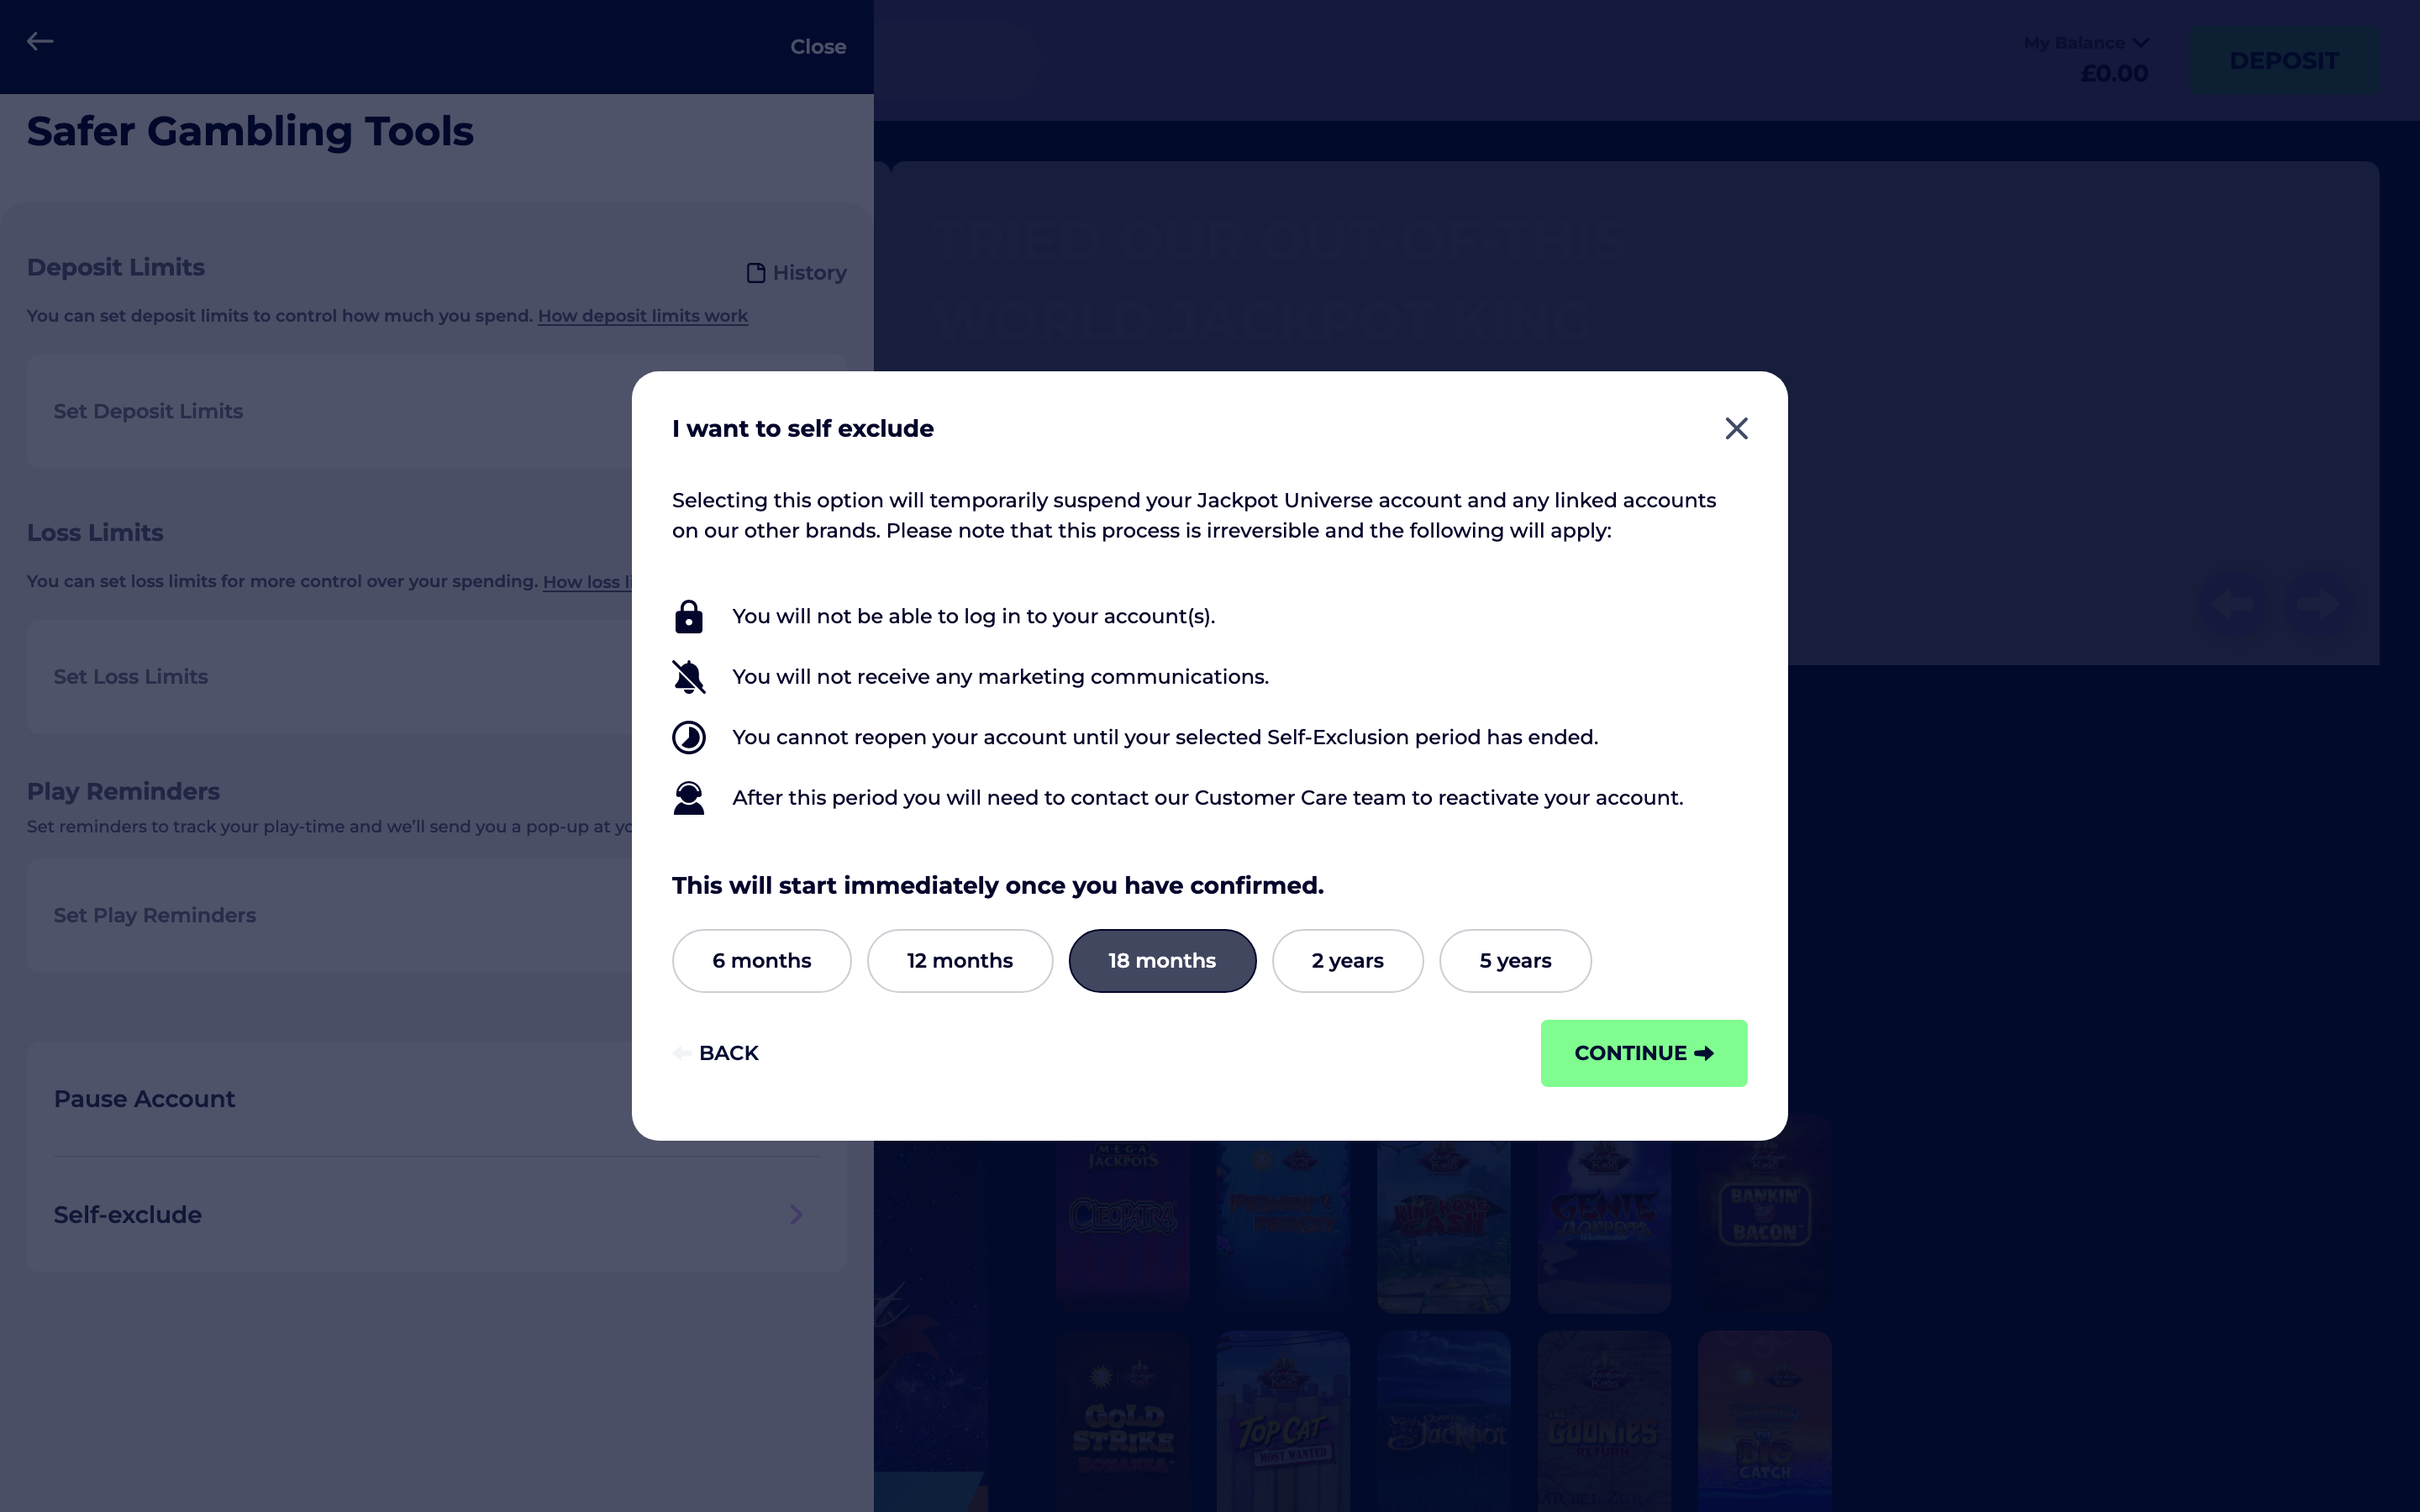 Close
My Balance
£0.00
DEPOSIT
Safer Gambling Tools
Deposit Limits
History
You can set deposit limits to control how much you spend. How deposit limits work
Set Deposit Limits
Loss Limits
You can set loss limits for more control over your spending. How loss li
Set Loss Limits
Play Reminders
Set reminders to track your play-time and we'll send you a pop-up at yo
Set Play Reminders
Pause Account
Self-exclude
TRIED OUR OUT-OF-THIS
WORLD JACKPOT KING
I want to self exclude
Selecting this option will temporarily suspend your Jackpot Universe account and any linked accounts
on our other brands. Please note that this process is irreversible and the following will apply:
You will not be able to log in to your account(s).
You will not receive any marketing communications.
You cannot reopen your account until your selected Self-Exclusion period has ended.
After this period you will need to contact our Customer Care team to reactivate your account.
This will start immediately once you have confirmed.
6 months
12 months
18 months
2 years
5 years
BACK
CONTINUE
MEGA
JACKPOTS
CLEOPATRA
CASH
GENIE
JACKPOTS
BANKIN'
BACON
GOLD
STRIKE
BONANZA
TOP CAT
MOST WANTED
Jackpot
GOONIES
RETURN
BIG
CATCH